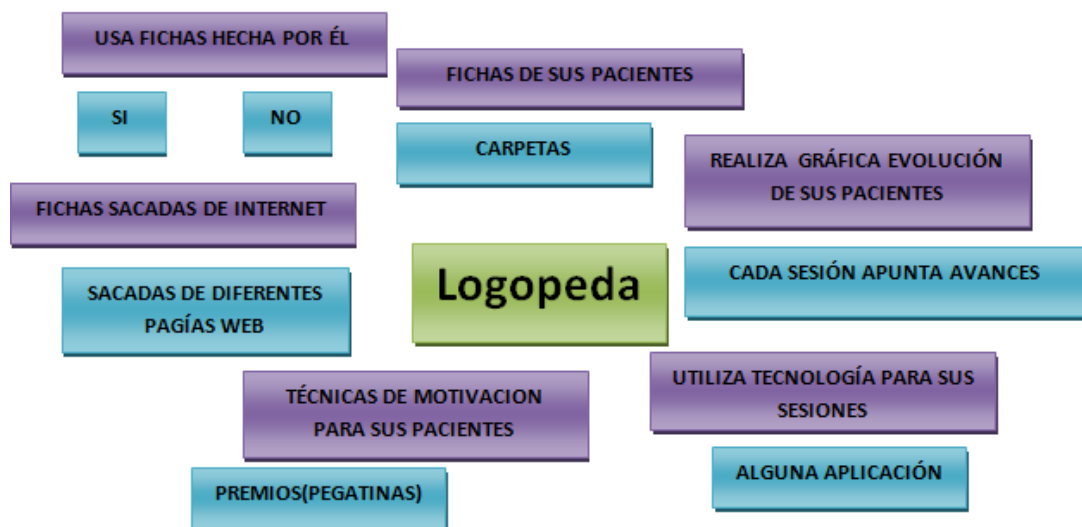 USA FICHAS HECHA POR ÉL
SI
NO
FICHAS DE SUS PACIENTES
CARPETAS
REALIZA GRÁFICA EVOLUCIÓN
DE SUS PACIENTES
FICHAS SACADAS DE INTERNET
Logopeda
CADA SESIÓN APUNTA AVANCES
SACADAS DE DIFERENTES
PAGÍAS WEB
TÉCNICAS DE MOTIVACION
PARA SUS PACIENTES
UTILIZA TECNOLOGÍA PARA SUS
SESIONES
PREMIOS(PEGATINAS)
ALGUNA APLICACIÓN